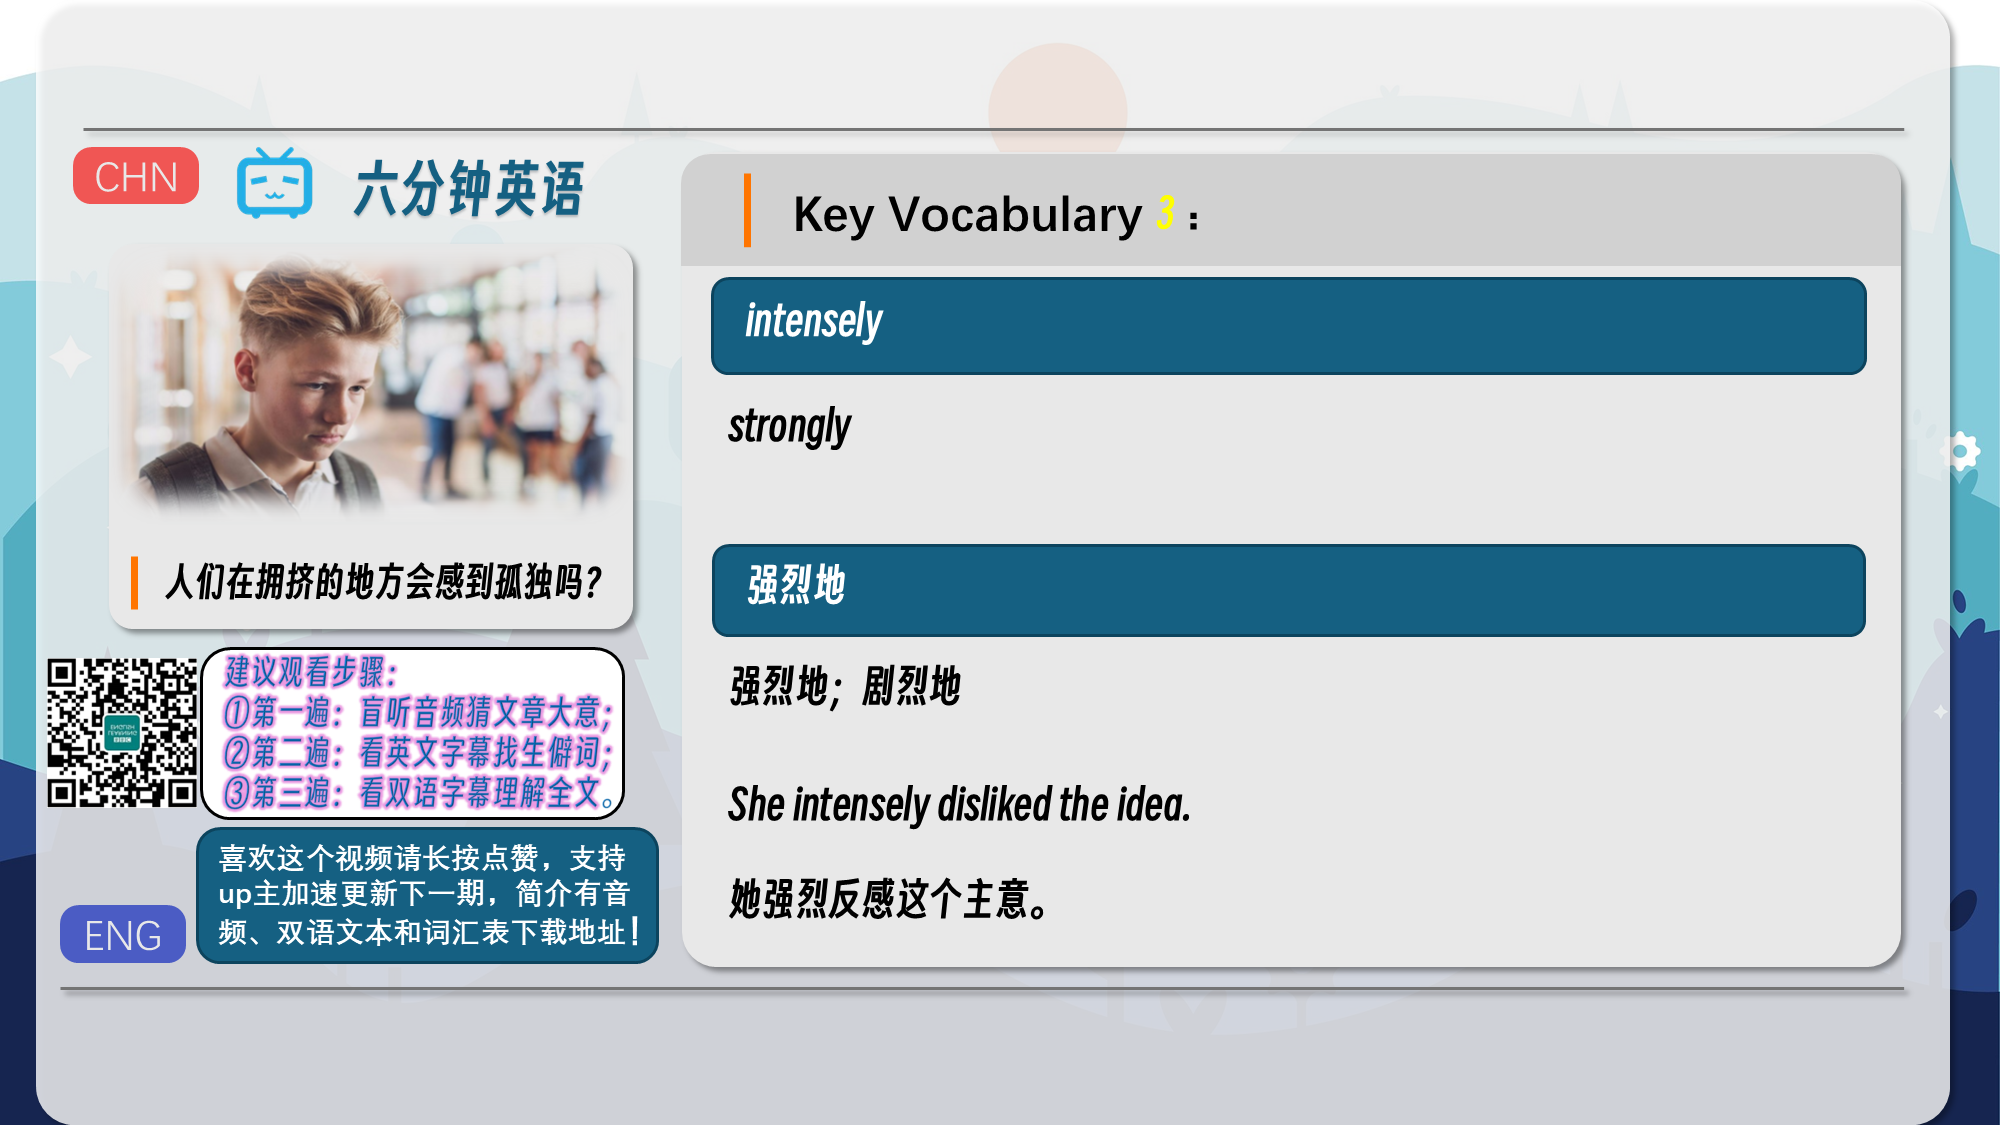 CHN
六分钟英语
人们在拥挤的地方会感到孤独吗？
建议观看步骤：
①第一遍：盲听音频猜文章大意；
②第二遍：看英文字幕找生僻词；
③第三遍：看双语字幕理解全文。
喜欢这个视频请长按点赞，支持
up主加速更新下一期，简介有音
频、双语文本和词汇表下载地址！
ENG
Key Vocabulary 3：
intensely
strongly
强烈地
强烈地；剧烈地
She intensely disliked the idea.
她强烈反感这个主意。